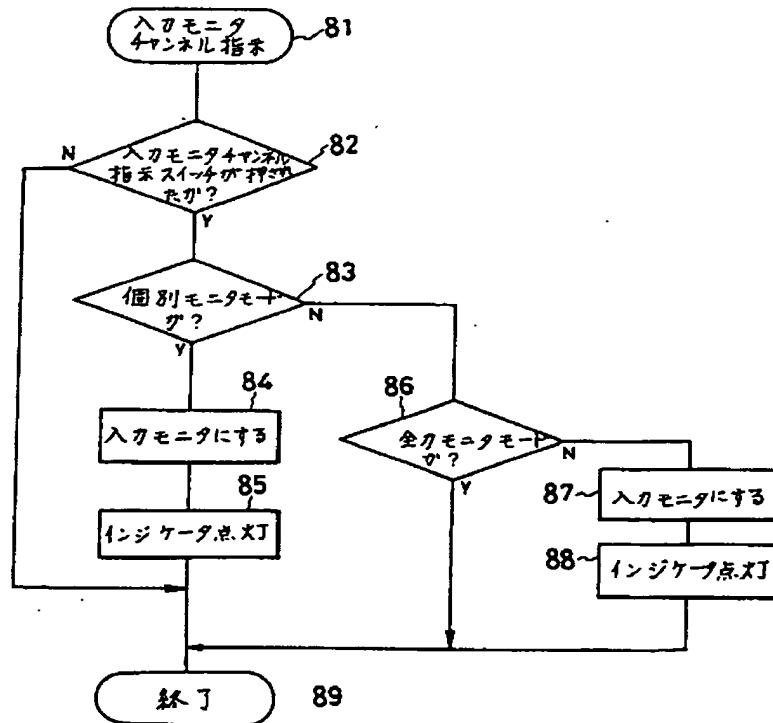 入力モニタ
チャンネル指示
81
入力モニタチャンネル
指示スイッチが押され
たか?
82
N
Y
個別モニタモード
か?
83
N
Y
84
入力モニタにする
85
インジケータ点灯
86
全力モニタモード
か?
N
Y
87
入力モニタにする
88
インジケータ点灯
終了
89